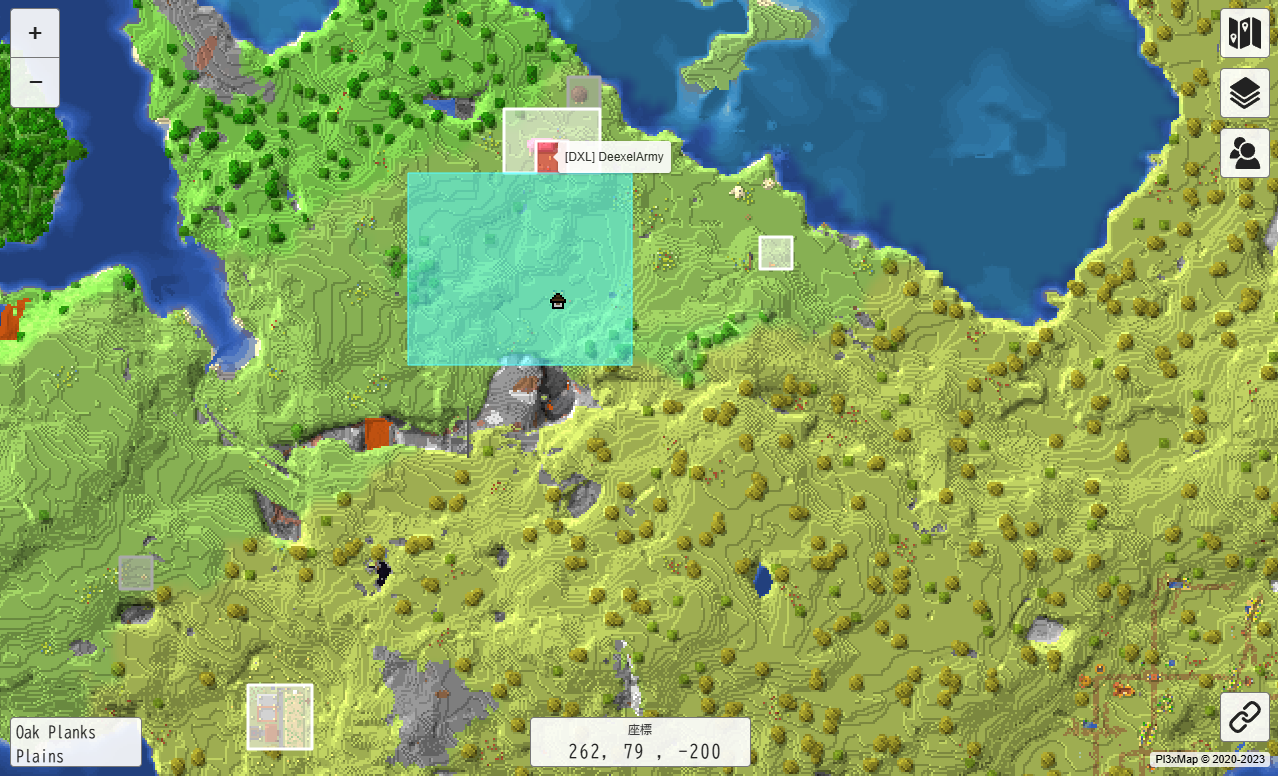 +
−
[DXL] DeexelArmy
Oak Planks
Plains
座標
262, 79 , -200
Pl3xMap © 2020-2023